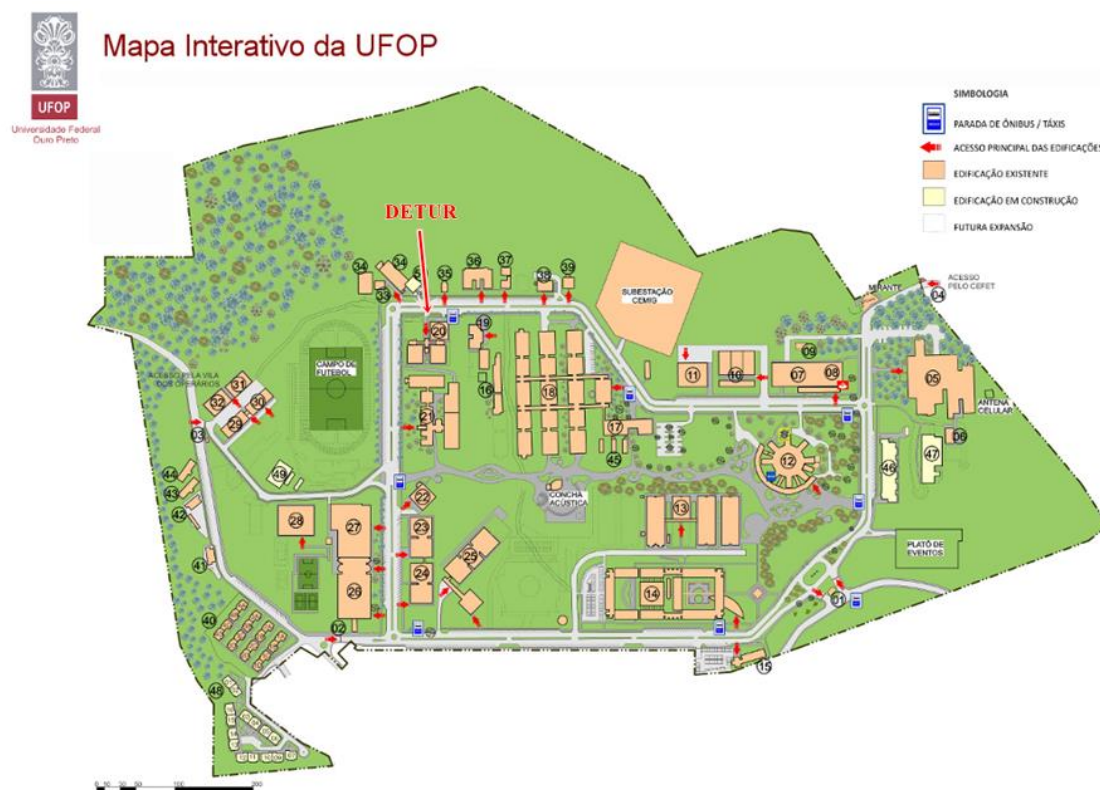 Mapa Interativo da UFOP
UFOP
Universidade Federal
Ouro Preto
SIMBOLOGIA
PARADA DE ÔNIBUS / TÁXIS
ACESSO PRINCIPAL DAS EDIFICAÇÕES
EDIFICAÇÃO EXISTENTE
EDIFICAÇÃO EM CONSTRUÇÃO
FUTURA EXPANSÃO
DETUR
34
34
33
35
36
37
38
39
SUBESTAÇÃO
CEMIG
MIRANTE
ACESSO
PELO CEFET
04
20
19
16
18
21
17
45
11
10
09
07
08
05
ANTENA
CELULAR
06
CAMPO DE
FUTEBOL
ACESSO PELA VILA
DOS OPERÁRIOS
31
32
30
29
03
44
43
42
41
49
28
27
26
22
23
24
25
CONCHA
ACÚSTICA
12
13
14
46
47
PLATÔ DE
EVENTOS
01
15
02
40
48
100
200